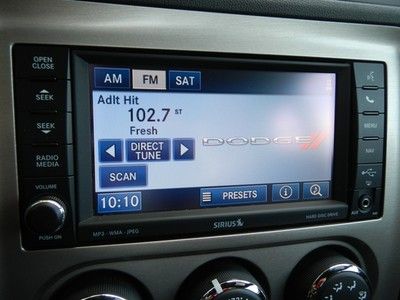 OPEN
CLOSE
SEEK
SEEK
RADIO
MEDIA
VOLUME
PUSH ON
AM FM SAT
Adlt Hit
102.7 ST
Fresh
DIRECT
TUNE
SCAN
DODGE
10:10
PRESETS
MENU
NAV
AUX
MP3 - WMA - JPEG
SIRIUS
HARD DISC DRIVE